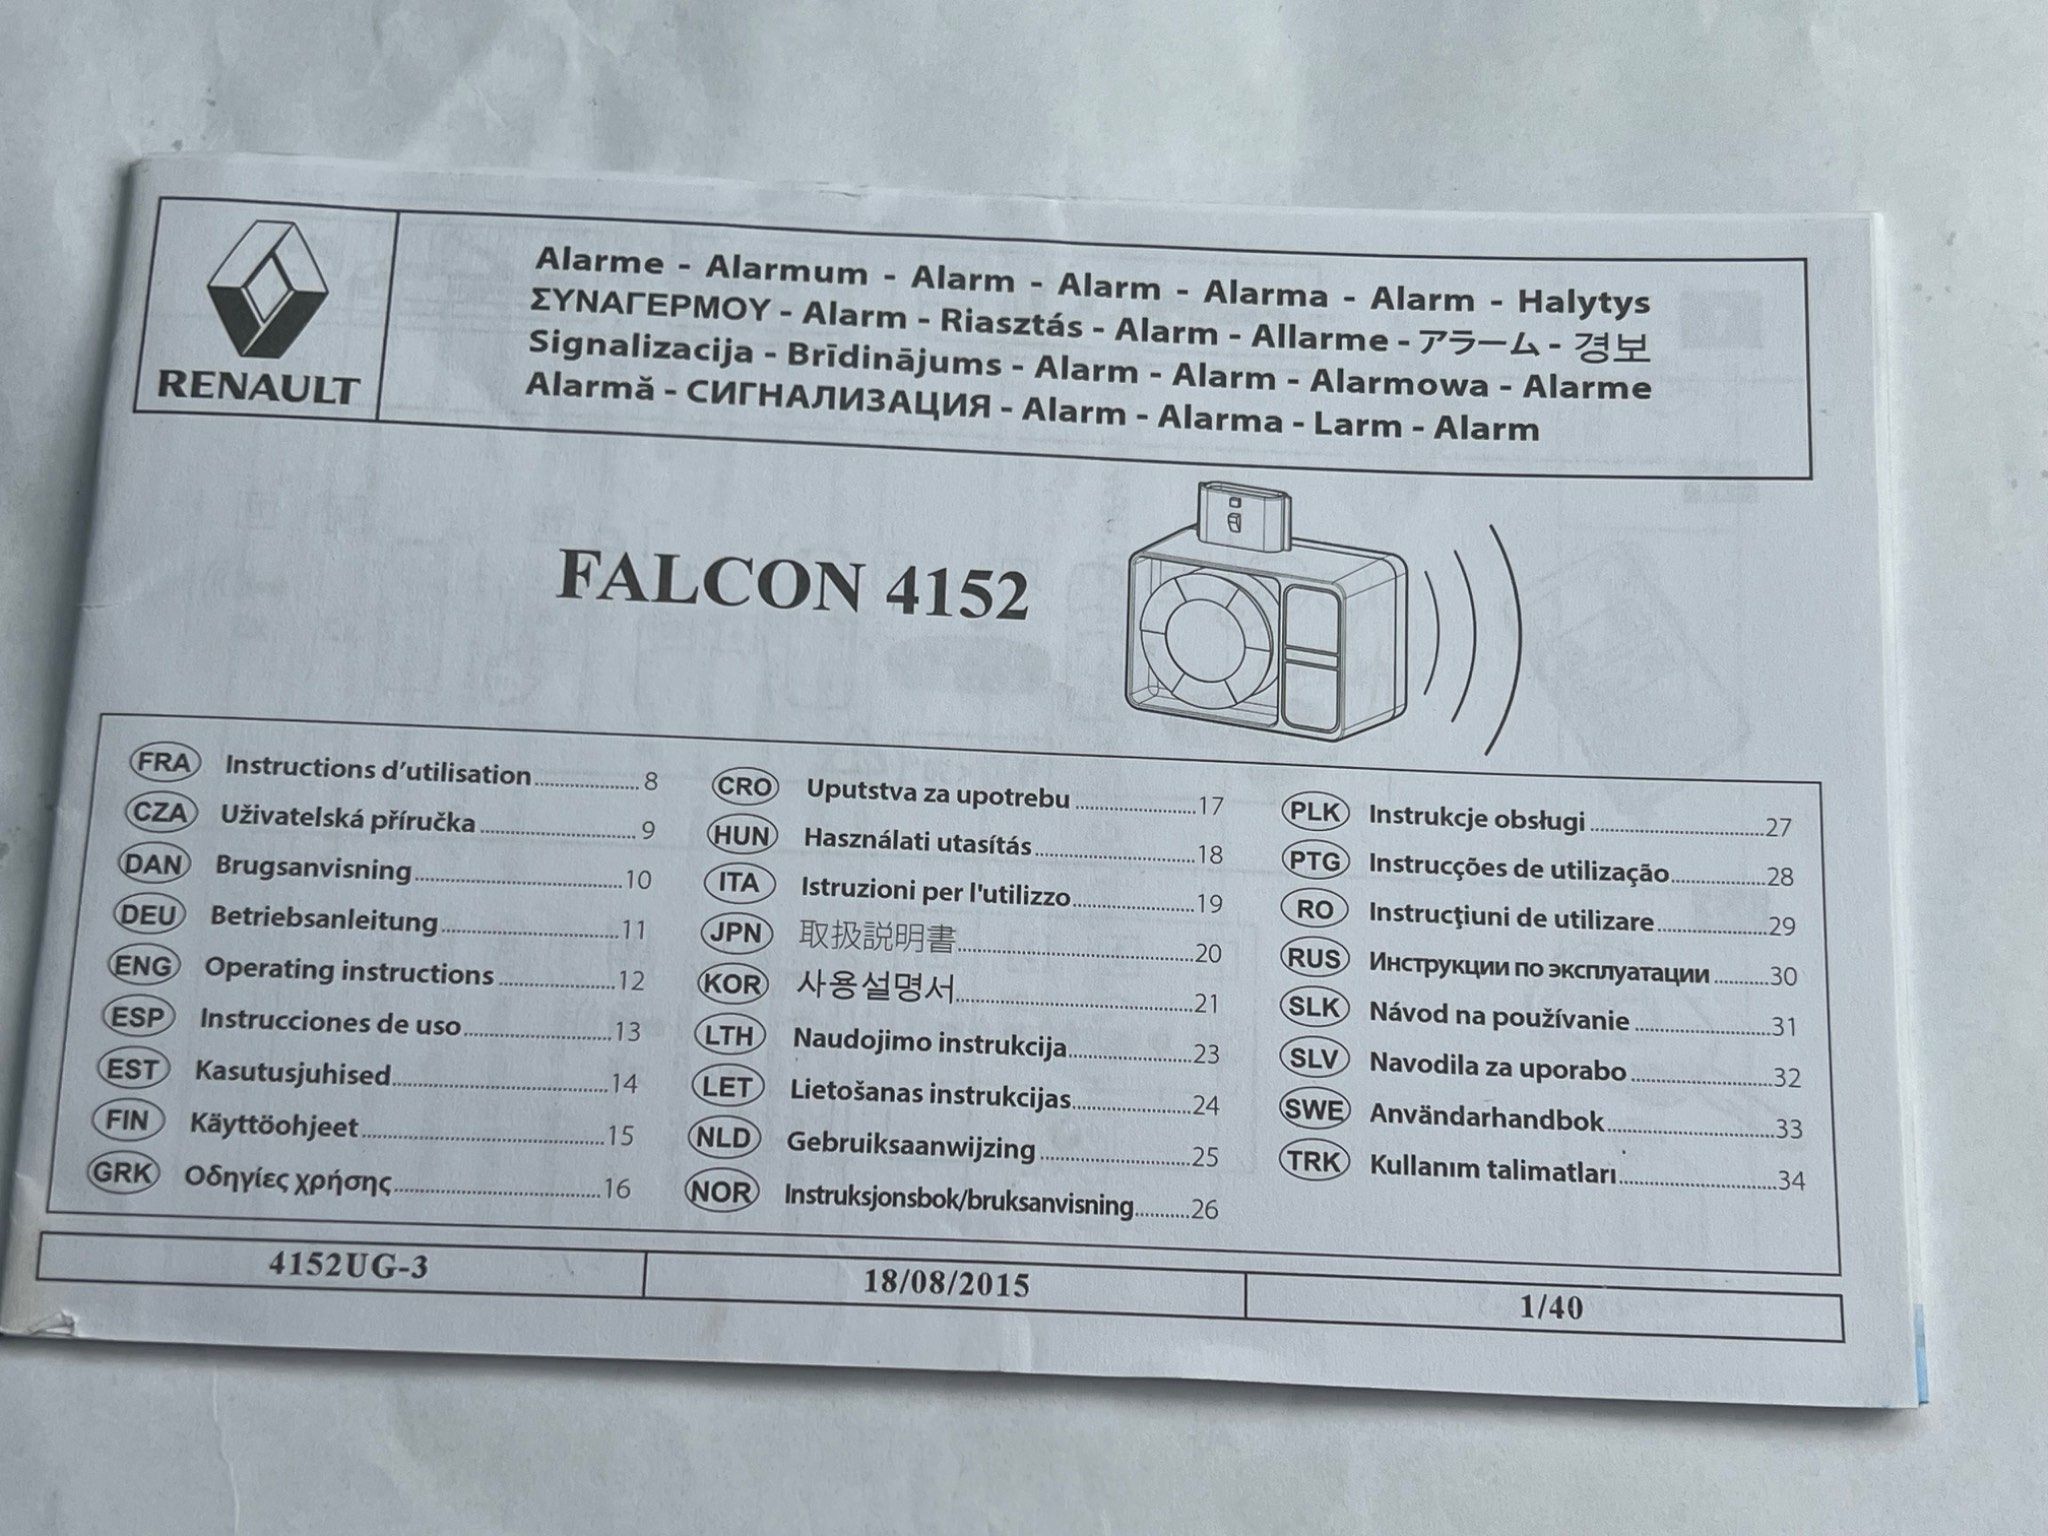 RENAULT
Alarme - Alarmum - Alarm - Alarm - Alarma - Alarm - Halytys
ΣΥΝΑΓΕΡΜΟΥ - Alarm - Riasztás - Alarm - Allarme - アラーム - 경보
Signalizacija - Brīdinājums - Alarm - Alarm - Alarmowa - Alarme
Alarmă - СИГНАЛИЗАЦИЯ - Alarm - Alarma - Larm - Alarm
FALCON 4152
FRA Instructions d’utilisation 8
CZA Uživatelská příručka 9
DAN Brugsanvisning 10
DEU Betriebsanleitung 11
ENG Operating instructions 12
ESP Instrucciones de uso 13
EST Kasutusjuhised 14
FIN Käyttöohjeet 15
GRK Οδηγίες χρήσης 16
CRO Uputstva za upotrebu 17
HUN Használati utasítás 18
ITA Istruzioni per l'utilizzo 19
JPN 取扱説明書 20
KOR 사용설명서 21
LTH Naudojimo instrukcija 23
LET Lietošanas instrukcijas 24
NLD Gebruiksaanwijzing 25
NOR Instruksjonsbok/bruksanvisning 26
PLK Instrukcje obsługi 27
PTG Instrucções de utilização 28
RO Instrucţiuni de utilizare 29
RUS Инструкции по эксплуатации 30
SLK Návod na používanie 31
SLV Navodila za uporabo 32
SWE Användarhandbok 33
TRK Kullanım talimatları 34
4152UG-3
18/08/2015
1/40